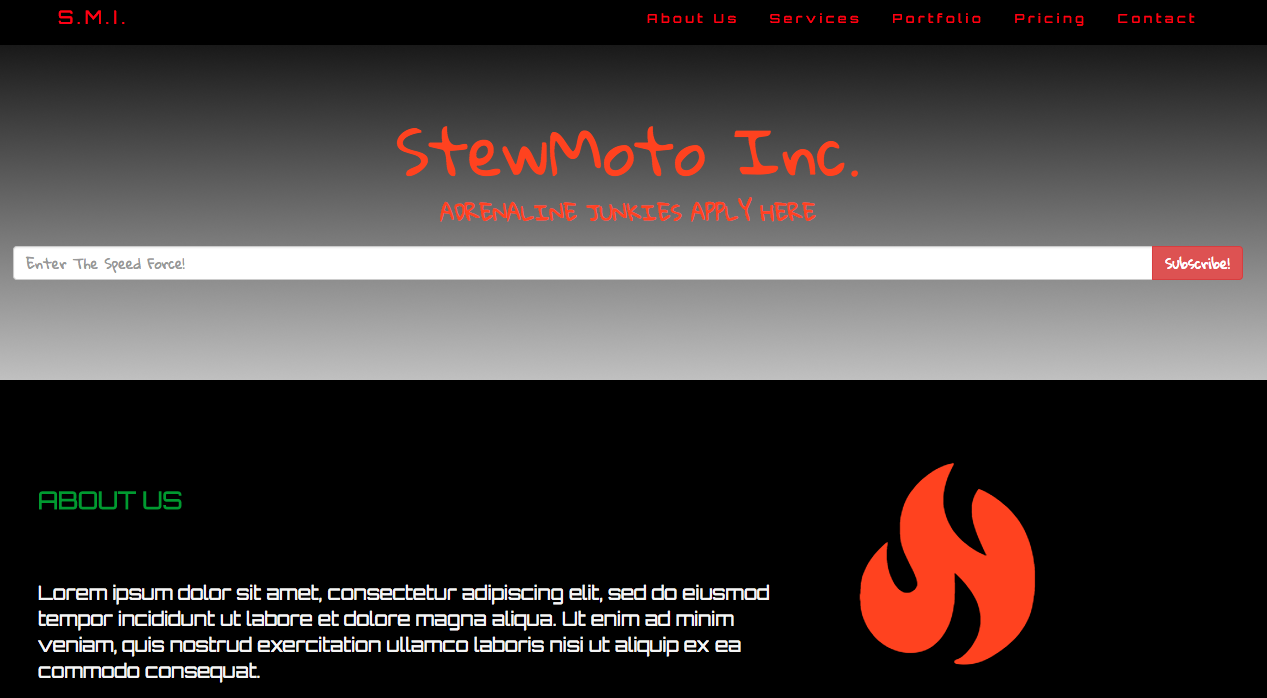 S.M.I.
About Us Services Portfolio Pricing Contact
StewMoto Inc.
ADRENALINE JUNKIES APPLY HERE
Enter The Speed Force! Subscribe!
ABOUT US
Lorem ipsum dolor sit amet, consectetur adipiscing elit, sed do eiusmod
tempor incididunt ut labore et dolore magna aliqua. Ut enim ad minim
veniam, quis nostrud exercitation ullamco laboris nisi ut aliquip ex ea
commodo consequat.